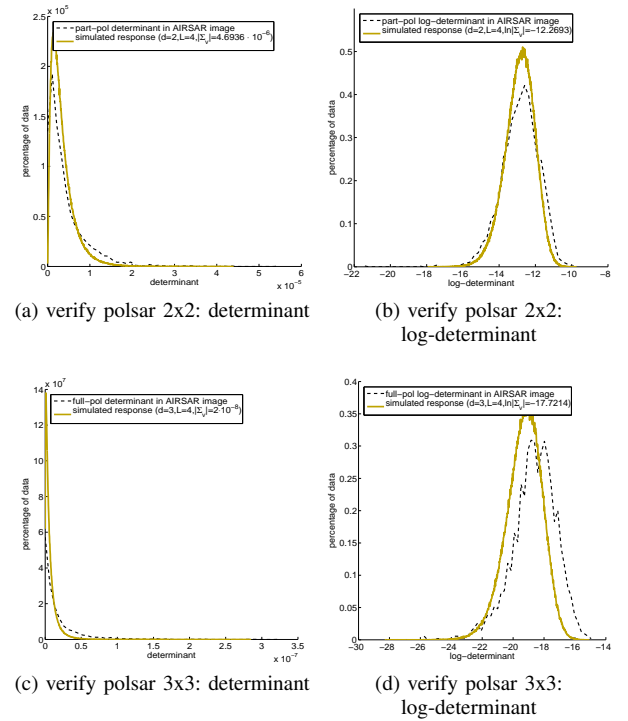 x 10^5
2.5
2
1.5
1
0.5
0
percentage of data
part-pol determinant in AIRSAR image
simulated response (d=2,L=4,|Σ_v|=4.6936 · 10^−6)
0 1 2 3 4 5 6
determinant
x 10^−5
(a) verify polsar 2x2: determinant
0.5
0.4
0.3
0.2
0.1
0
percentage of data
part-pol log−determinant in AIRSAR image
simulated response (d=2,L=4,ln|Σ_v|=−12.2693)
−22 −20 −18 −16 −14 −12 −10 −8
log−determinant
(b) verify polsar 2x2:
log-determinant
x 10^7
14
12
10
8
6
4
2
0
percentage of data
full-pol determinant in AIRSAR image
simulated response (d=3,L=4,|Σ_v|=2·10^−8)
0 0.5 1 1.5 2 2.5 3 3.5
determinant
x 10^−7
(c) verify polsar 3x3: determinant
0.4
0.35
0.3
0.25
0.2
0.15
0.1
0.05
0
percentage of data
full-pol log−determinant in AIRSAR image
simulated response (d=3,L=4,ln|Σ_v|=−17.7214)
−30 −28 −26 −24 −22 −20 −18 −16 −14
log−determinant
(d) verify polsar 3x3:
log-determinant